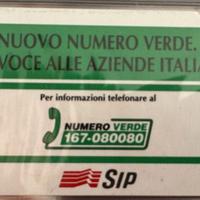 NUOVO NUMERO VERDE.
VOCE ALLE AZIENDE ITALIA
Per informazioni telefonare al
NUMERO VERDE
167-080080
SIP